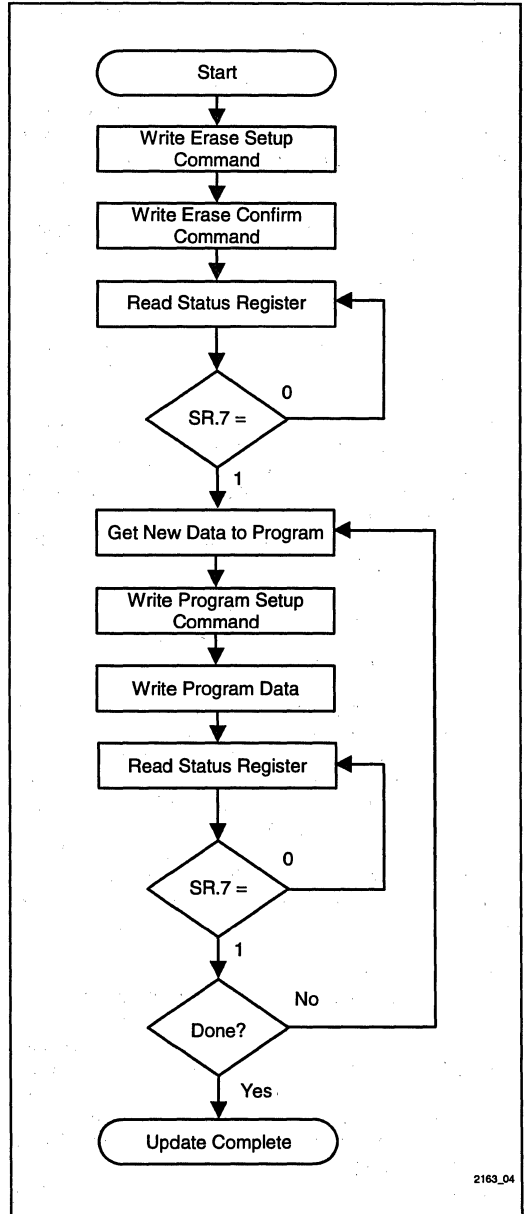 Start
Write Erase Setup
Command
Write Erase Confirm
Command
Read Status Register
0
SR.7 =
1
Get New Data to Program
Write Program Setup
Command
Write Program Data
Read Status Register
0
SR.7 =
1
No
Done?
Yes
Update Complete
2163_04